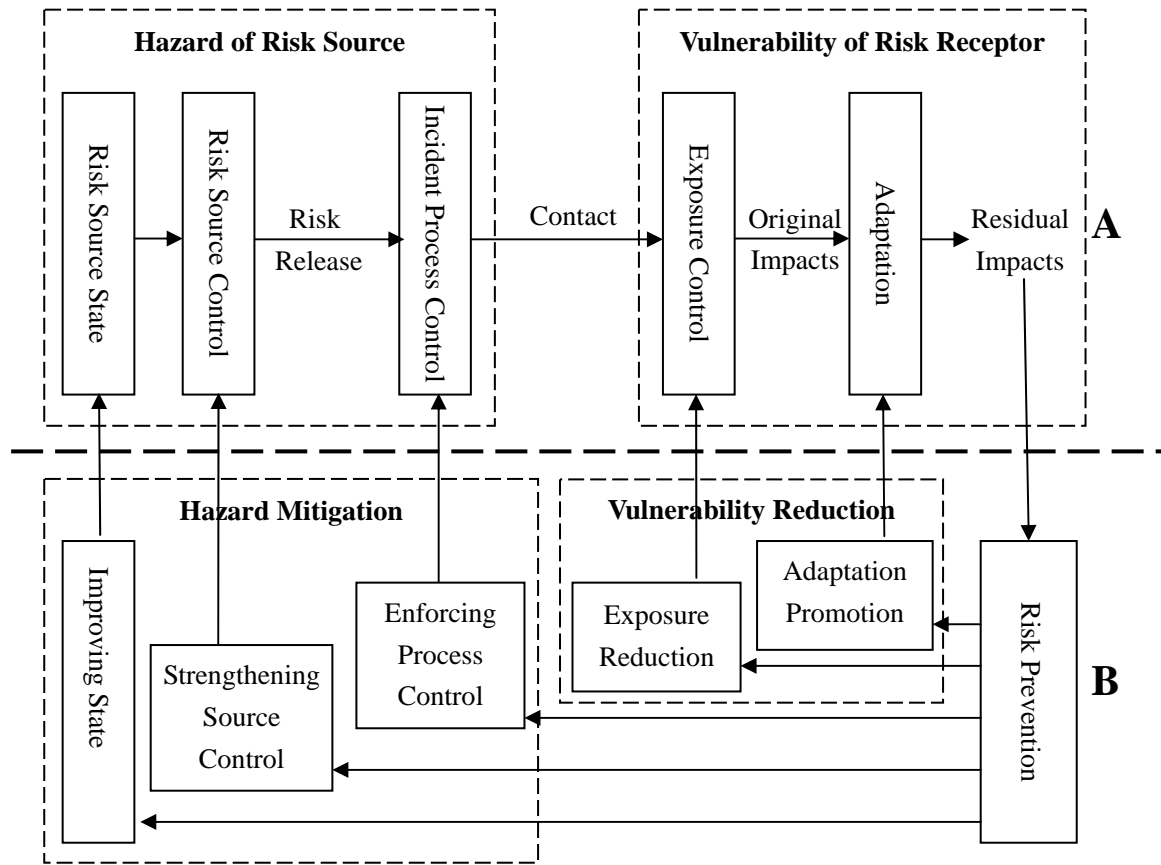 Hazard of Risk Source
Vulnerability of Risk Receptor
Risk Source State
Risk Source Control
Risk
Release
Incident Process Control
Contact
Exposure Control
Original
Impacts
Adaptation
Residual
Impacts
A
Hazard Mitigation
Vulnerability Reduction
Improving State
Strengthening
Source
Control
Enforcing
Process
Control
Exposure
Reduction
Adaptation
Promotion
Risk Prevention
B